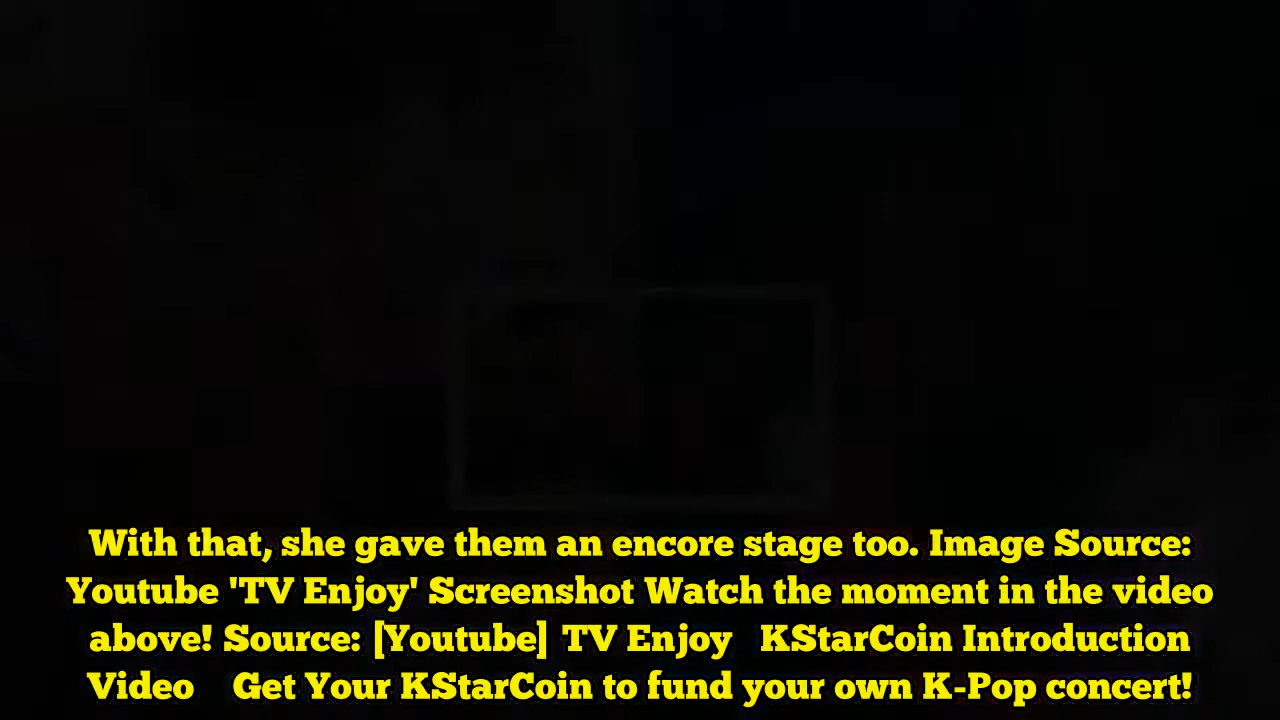 With that, she gave them an encore stage too. Image Source:
Youtube 'TV Enjoy' Screenshot Watch the moment in the video
above! Source: [Youtube] TV Enjoy   KStarCoin Introduction
Video    Get Your KStarCoin to fund your own K-Pop concert!